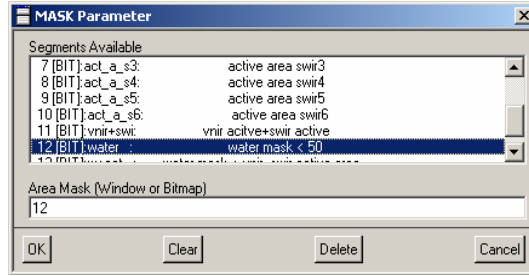 MASK Parameter
Segments Available
7 [BIT]:act_a_s3: active area swir3
8 [BIT]:act_a_s4: active area swir4
9 [BIT]:act_a_s5: active area swir5
10 [BIT]:act_a_s6: active area swir6
11 [BIT]:vnir+swi: vnir acitve+swir active
12 [BIT]:water : water mask < 50
Area Mask (Window or Bitmap)
12
OK Clear Delete Cancel